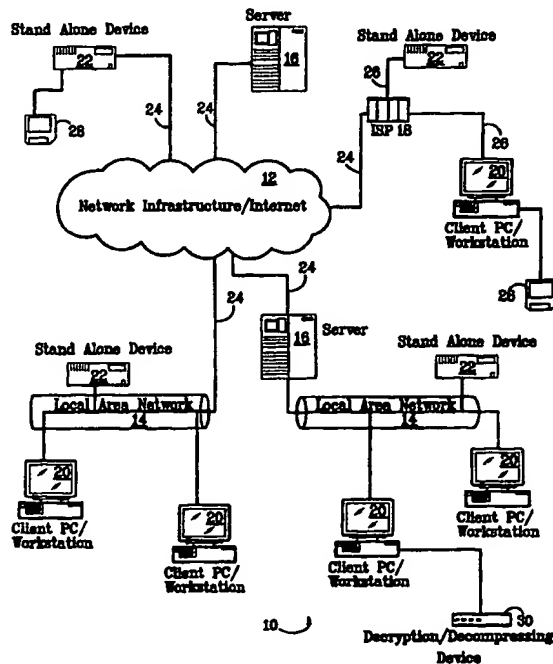 Server
Stand Alone Device
Stand Alone Device
16
22
22
26
24
24
ISP 18
28
24
26
12
20
Network Infrastructure/Internet
Client PC/
Workstation
24
24
28
Server
16
Stand Alone Device
Stand Alone Device
22
22
Local Area Network
14
Local Area Network
14
20
20
Client PC/
Workstation
20
20
Client PC/
Workstation
Client PC/
Workstation
Client PC/
Workstation
10
30
Decryption/Decompressing
Device